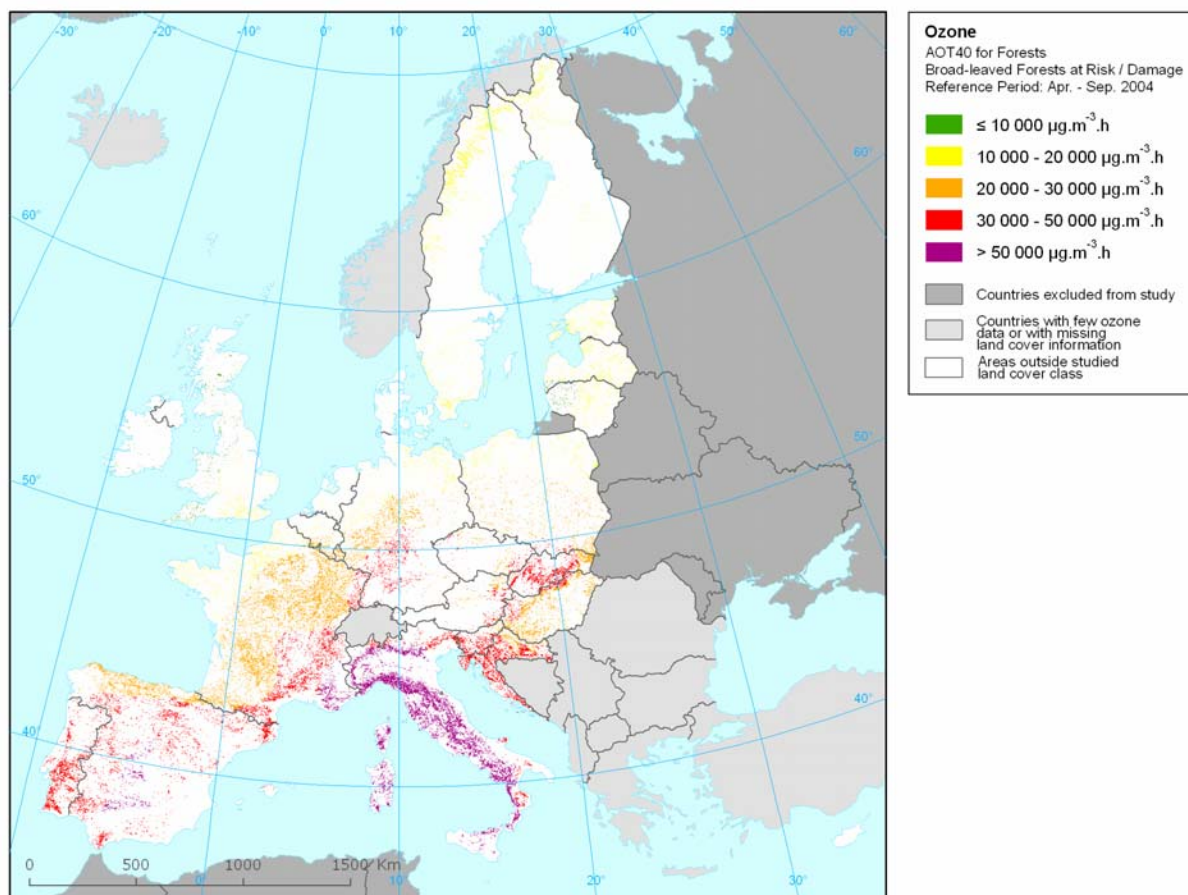 -30°
-20°
-10°
0°
10°
20°
30°
40°
50°
60°
60°
60°
50°
50°
40°
40°
0 500 1000 1500 Km
0°
10°
20°
30°
Ozone
AOT40 for Forests
Broad-leaved Forests at Risk / Damage
Reference Period: Apr. - Sep. 2004
≤ 10 000 µg.m⁻³.h
10 000 - 20 000 µg.m⁻³.h
20 000 - 30 000 µg.m⁻³.h
30 000 - 50 000 µg.m⁻³.h
> 50 000 µg.m⁻³.h
Countries excluded from study
Countries with few ozone
data or with missing
land cover information
Areas outside studied
land cover class